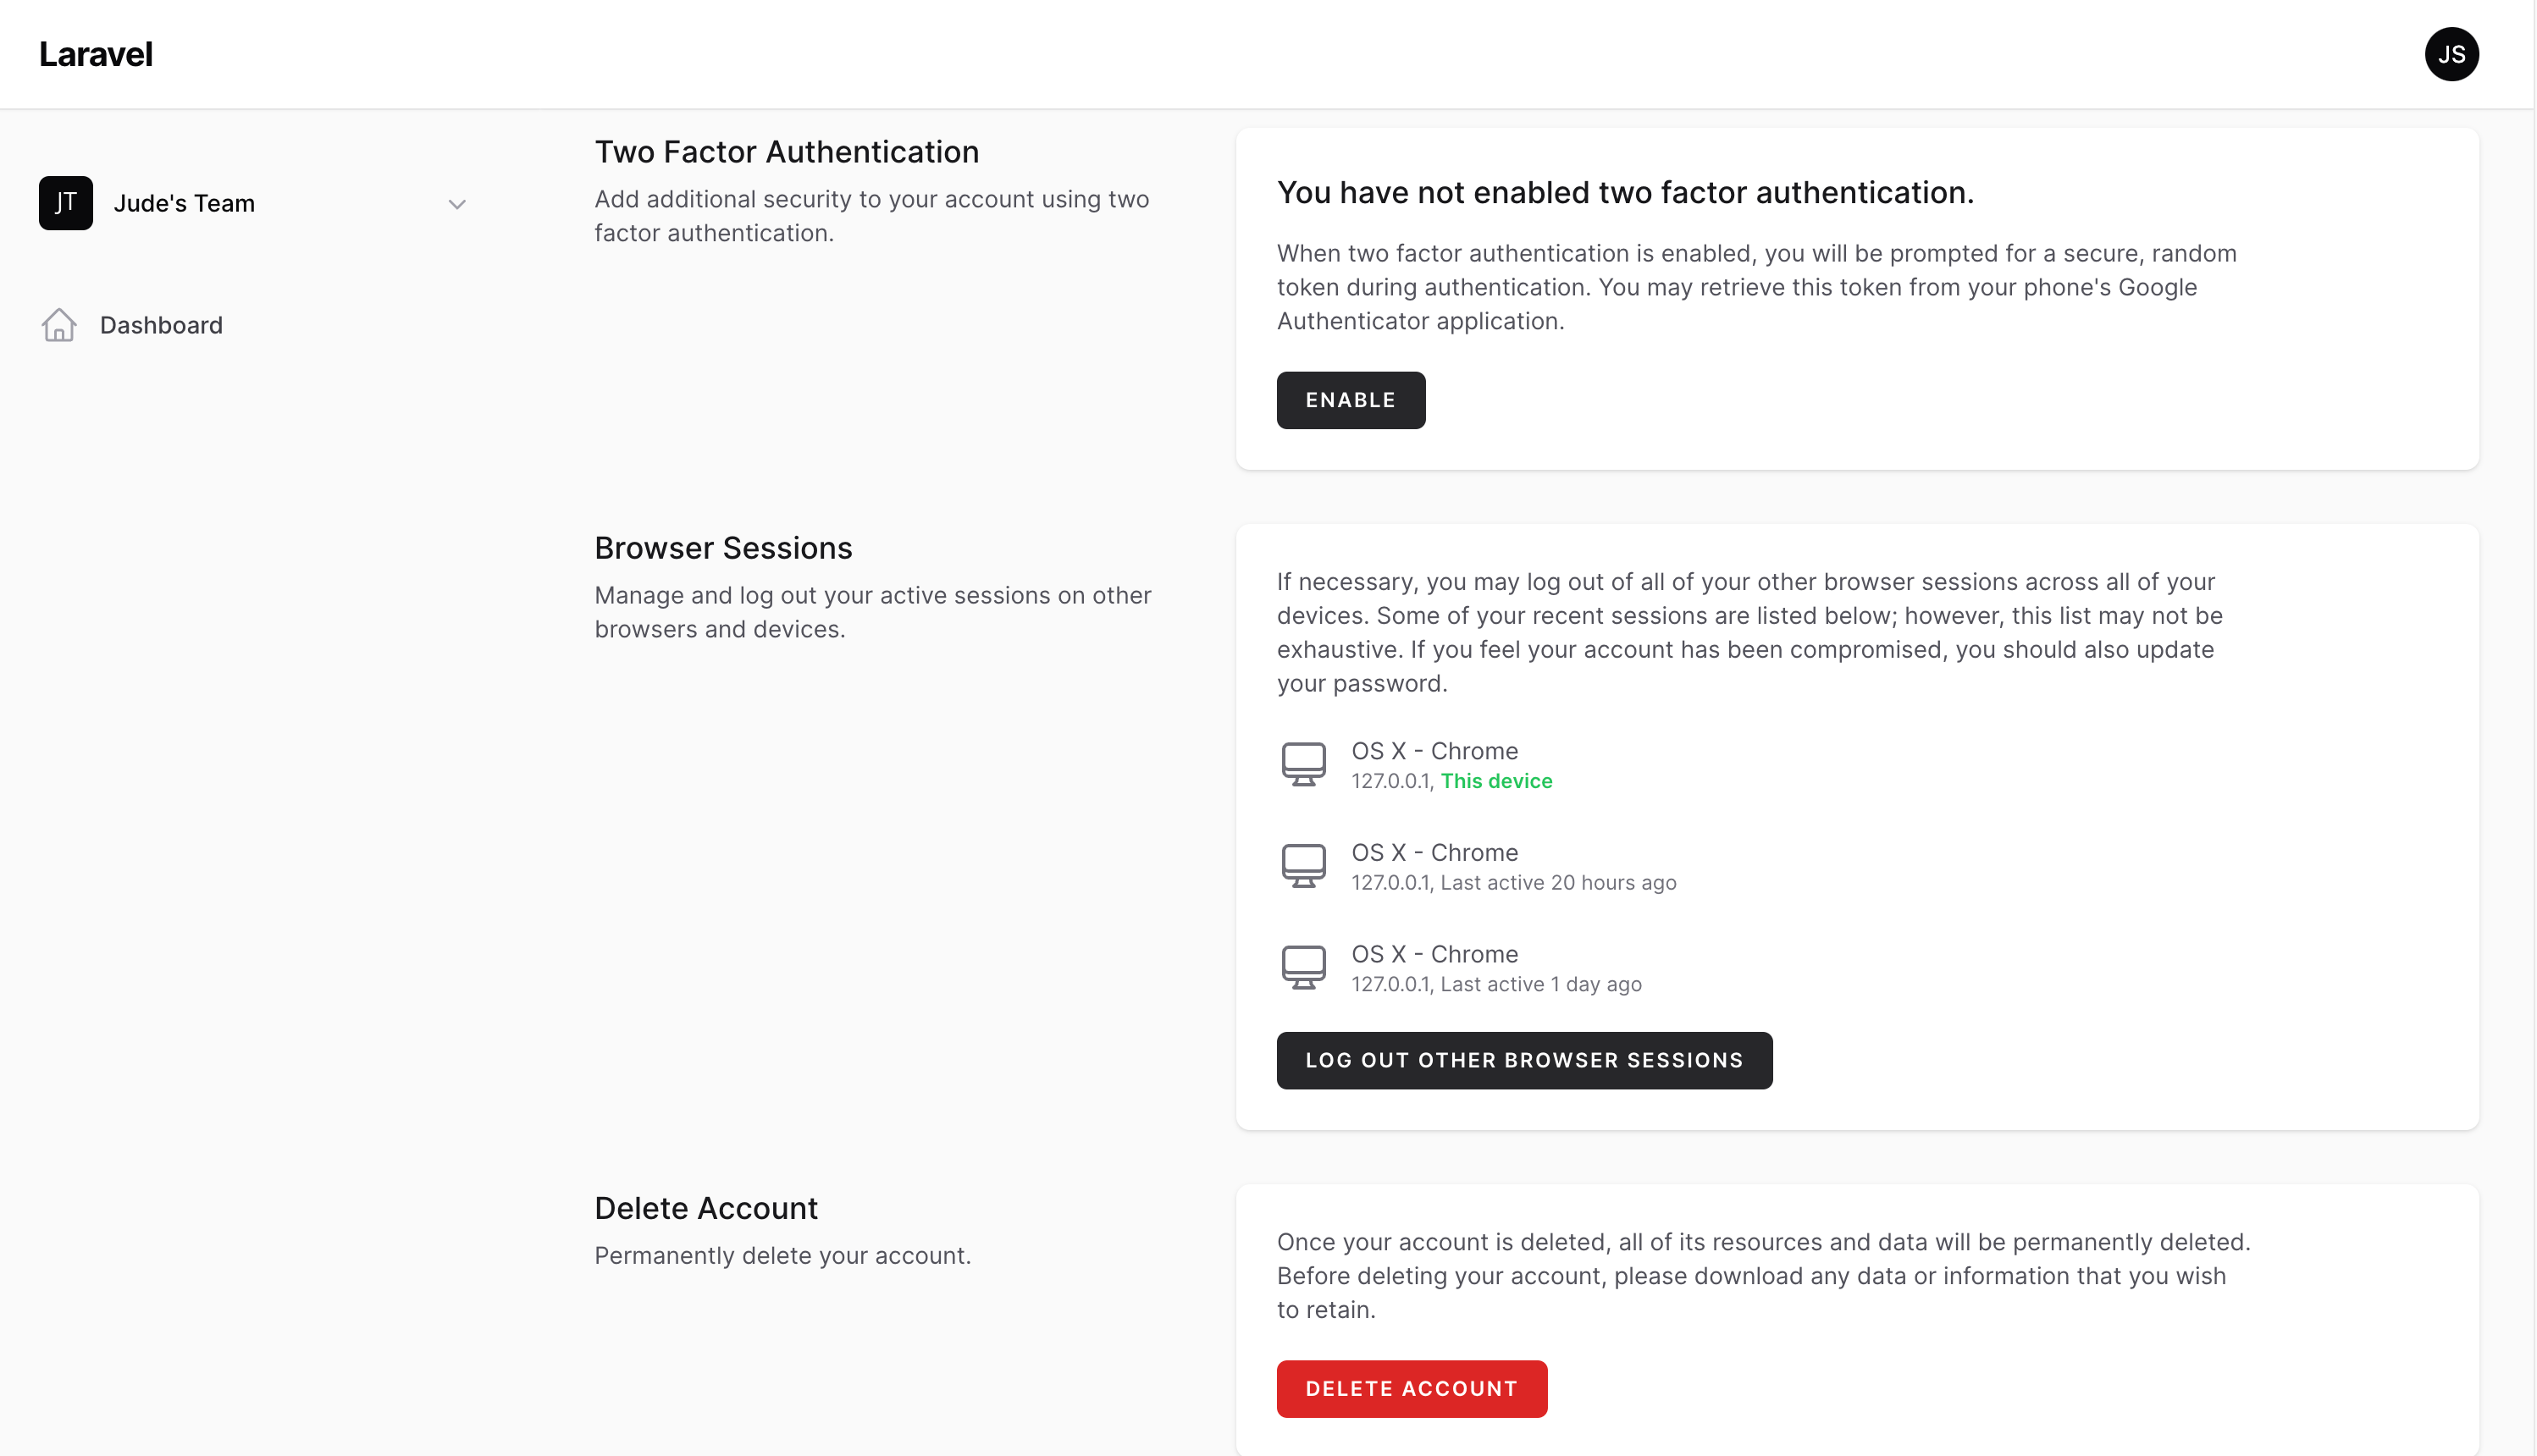 Laravel
JS
JT
Jude's Team
Dashboard
Two Factor Authentication
Add additional security to your account using two
factor authentication.
You have not enabled two factor authentication.
When two factor authentication is enabled, you will be prompted for a secure, random
token during authentication. You may retrieve this token from your phone's Google
Authenticator application.
ENABLE
Browser Sessions
Manage and log out your active sessions on other
browsers and devices.
If necessary, you may log out of all of your other browser sessions across all of your
devices. Some of your recent sessions are listed below; however, this list may not be
exhaustive. If you feel your account has been compromised, you should also update
your password.
OS X - Chrome
127.0.0.1, This device
OS X - Chrome
127.0.0.1, Last active 20 hours ago
OS X - Chrome
127.0.0.1, Last active 1 day ago
LOG OUT OTHER BROWSER SESSIONS
Delete Account
Permanently delete your account.
Once your account is deleted, all of its resources and data will be permanently deleted.
Before deleting your account, please download any data or information that you wish
to retain.
DELETE ACCOUNT